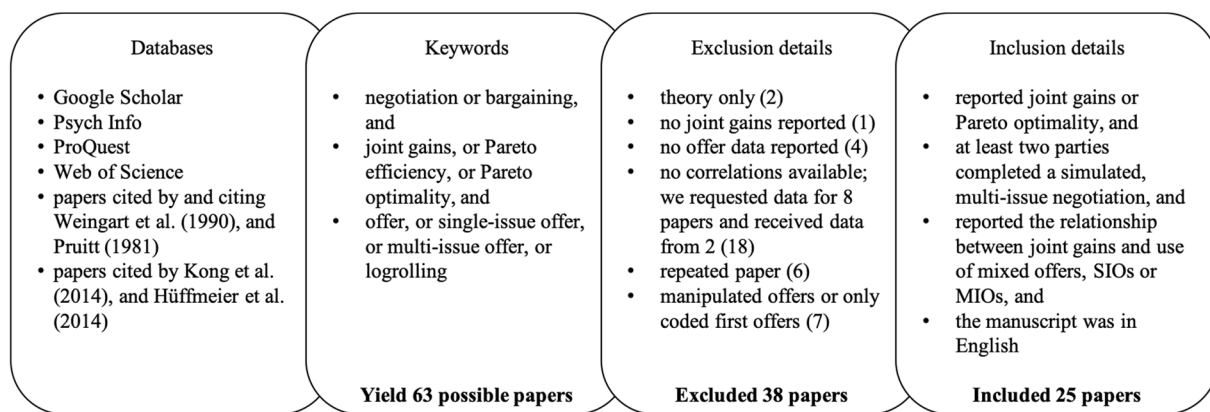 Databases
• Google Scholar
• Psych Info
• ProQuest
• Web of Science
• papers cited by and citing
Weingart et al. (1990), and
Pruitt (1981)
• papers cited by Kong et al.
(2014), and Hüffmeier et al.
(2014)
Keywords
• negotiation or bargaining,
and
• joint gains, or Pareto
efficiency, or Pareto
optimality, and
• offer, or single-issue offer,
or multi-issue offer, or
logrolling
Yield 63 possible papers
Exclusion details
• theory only (2)
• no joint gains reported (1)
• no offer data reported (4)
• no correlations available;
we requested data for 8
papers and received data
from 2 (18)
• repeated paper (6)
• manipulated offers or only
coded first offers (7)
Excluded 38 papers
Inclusion details
• reported joint gains or
Pareto optimality, and
• at least two parties
completed a simulated,
multi-issue negotiation, and
• reported the relationship
between joint gains and use
of mixed offers, SIOs or
MIOs, and
• the manuscript was in
English
Included 25 papers